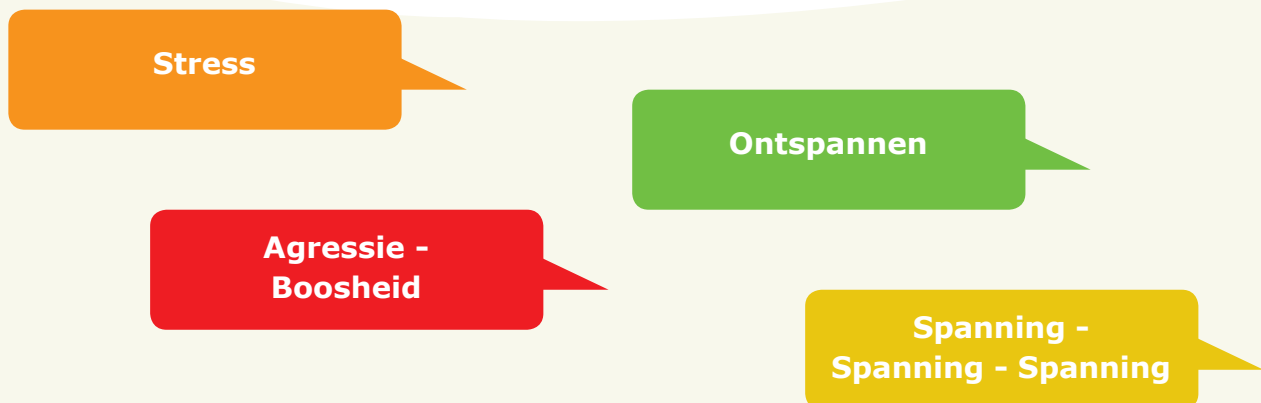 Stress
Ontspannen
Agressie –
Boosheid
Spanning –
Spanning – Spanning